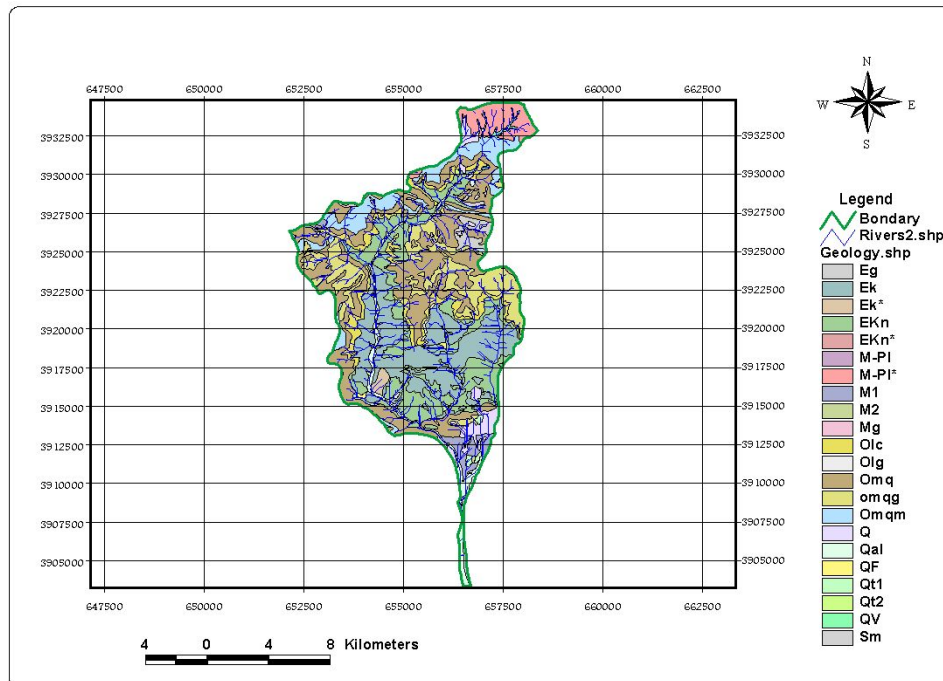 N
W E
S
647500 650000 652500 655000 657500 660000 662500
3932500 3932500
3930000 3930000
3927500 3927500
3925000 3925000
3922500 3922500
3920000 3920000
3917500 3917500
3915000 3915000
3912500 3912500
3910000 3910000
3907500 3907500
3905000 3905000
647500 650000 652500 655000 657500 660000 662500
4 0 4 8 Kilometers
Legend
Bondary
Rivers2.shp
Geology.shp
Eg
Ek
Ek*
EKn
EKn*
M-Pl
M-Pl*
M1
M2
Mg
Olc
Olg
Omq
omqg
Omqm
Q
Qal
QF
Qt1
Qt2
QV
Sm